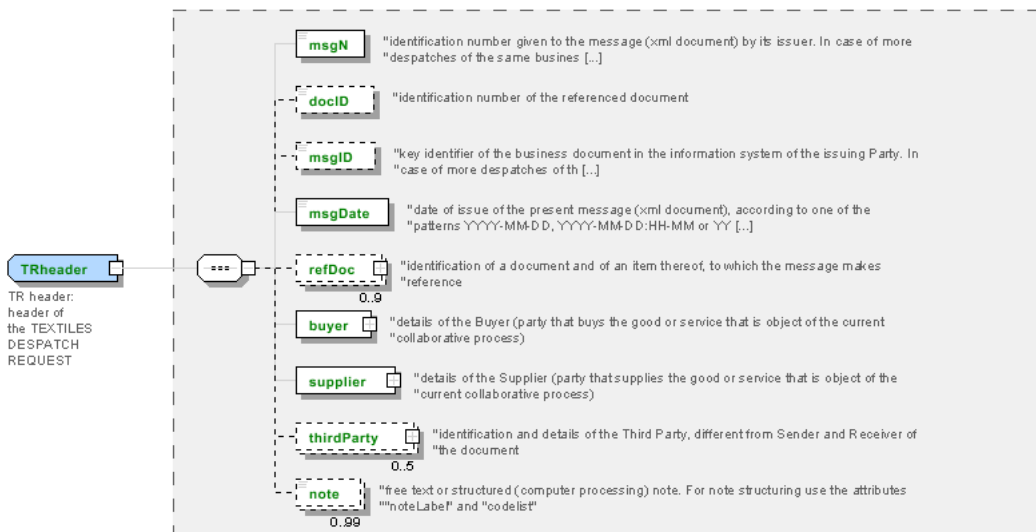 msgN
"identification number given to the message (xml document) by its issuer. In case of more
"despatches of the same busines [...]
docID
"identification number of the referenced document
msgID
"key identifier of the business document in the information system of the issuing Party. In
"case of more despatches of th [...]
msgDate
"date of issue of the present message (xml document), according to one of the
"patterns YYYY-MM-DD, YYYY-MM-DD:HH-MM or YY [...]
TRheader
TR header:
header of
the TEXTILES
DESPATCH
REQUEST
refDoc
0..9
"identification of a document and of an item thereof, to which the message makes
"reference
buyer
"details of the Buyer (party that buys the good or service that is object of the current
"collaborative process)
supplier
"details of the Supplier (party that supplies the good or service that is object of the
"current collaborative process)
thirdParty
0..5
"identification and details of the Third Party, different from Sender and Receiver of
"the document
note
0..99
"free text or structured (computer processing) note. For note structuring use the attributes
""noteLabel" and "codelist"